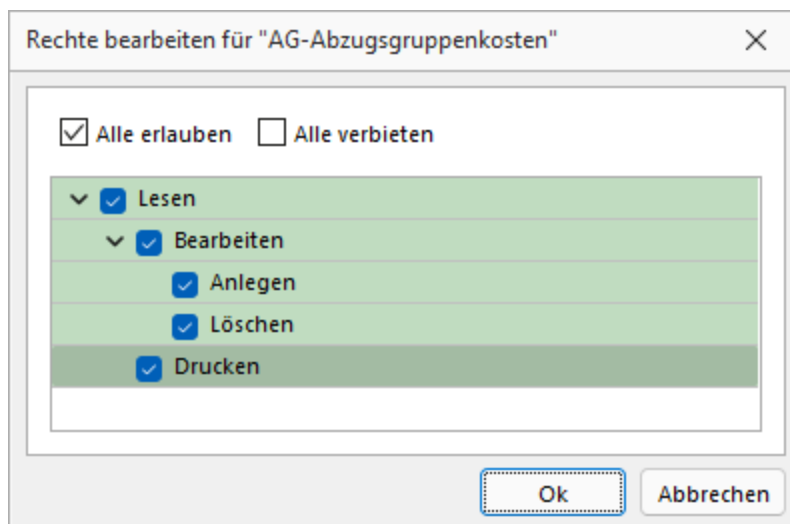 Rechte bearbeiten für "AG-Abzugsgruppenkosten"
Alle erlauben Alle verbieten
Lesen
Bearbeiten
Anlegen
Löschen
Drucken
Ok Abbrechen